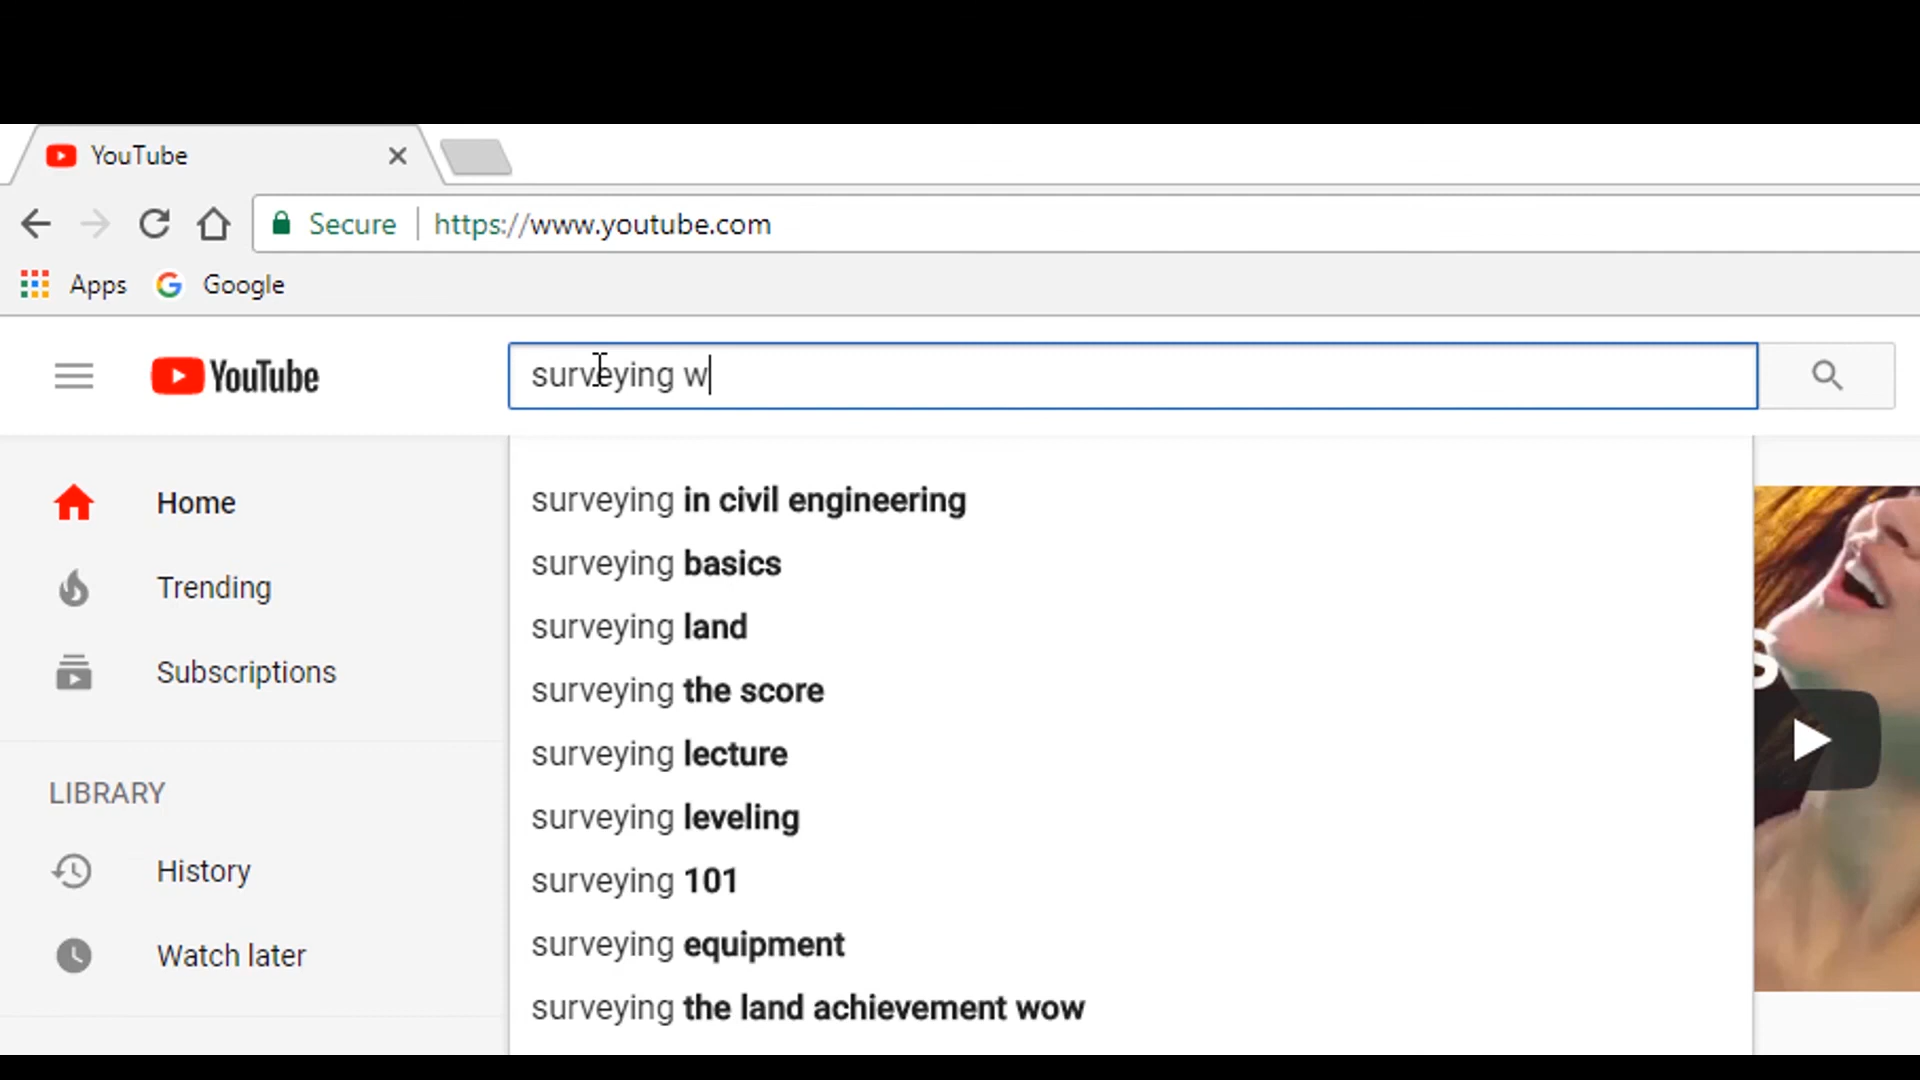 YouTube
Secure https://www.youtube.com
Apps Google
YouTube surveying w
Home
Trending
Subscriptions
LIBRARY
History
Watch later
surveying in civil engineering
surveying basics
surveying land
surveying the score
surveying lecture
surveying leveling
surveying 101
surveying equipment
surveying the land achievement wow